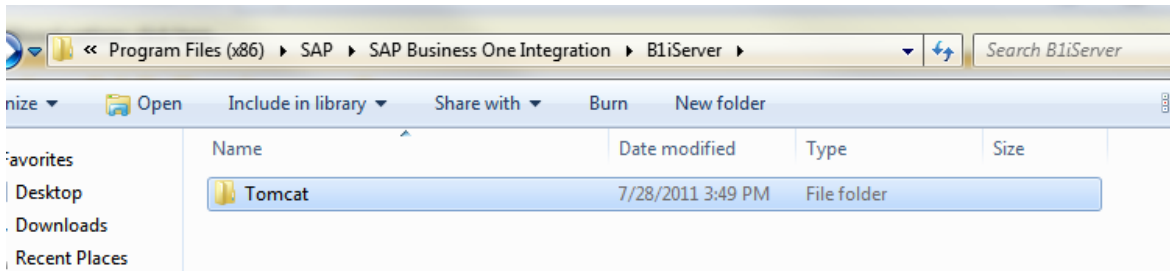 « Program Files (x86) ▸ SAP ▸ SAP Business One Integration ▸ B1iServer ▸ Search B1iServer
nize ▾ Open Include in library ▾ Share with ▾ Burn New folder
Favorites Name Date modified Type Size
Desktop Tomcat 7/28/2011 3:49 PM File folder
Downloads
Recent Places